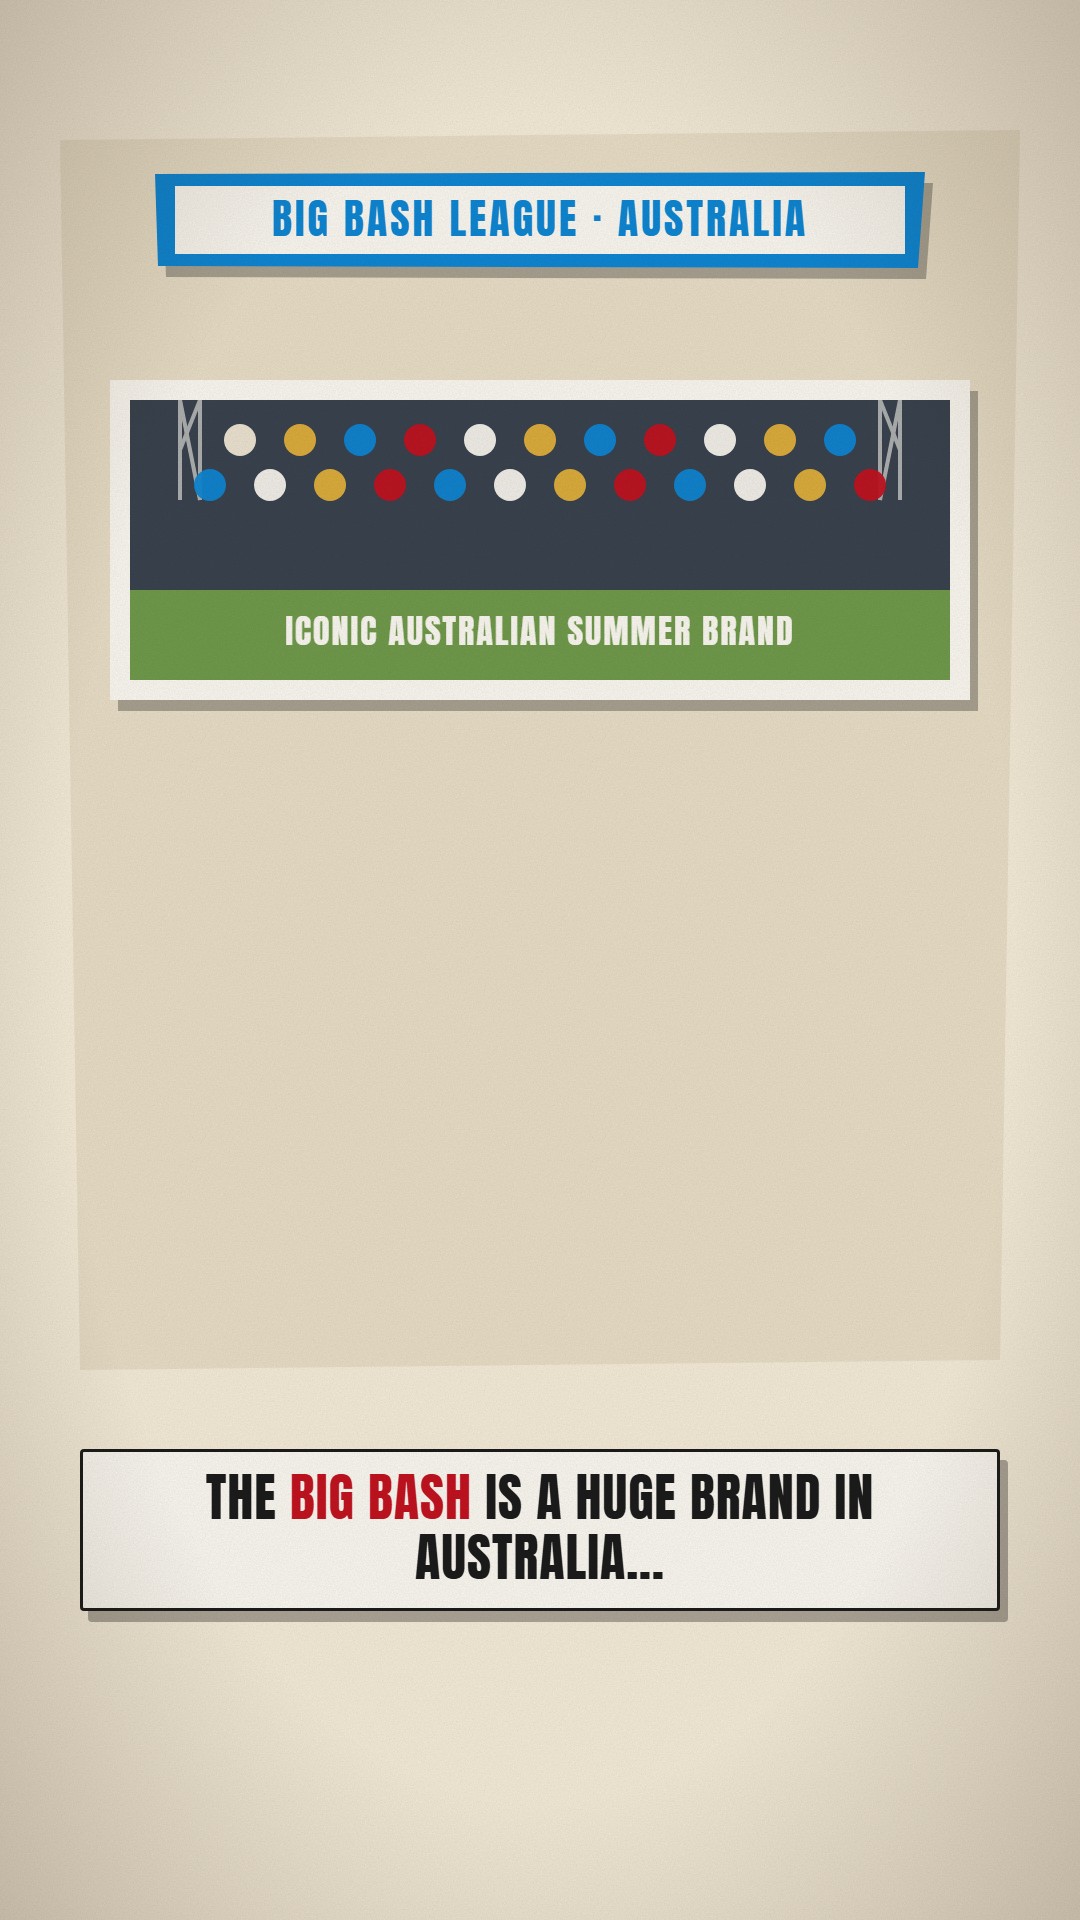 BIG BASH LEAGUE · AUSTRALIA
ICONIC AUSTRALIAN SUMMER BRAND
THE BIG BASH IS A HUGE BRAND IN
AUSTRALIA...